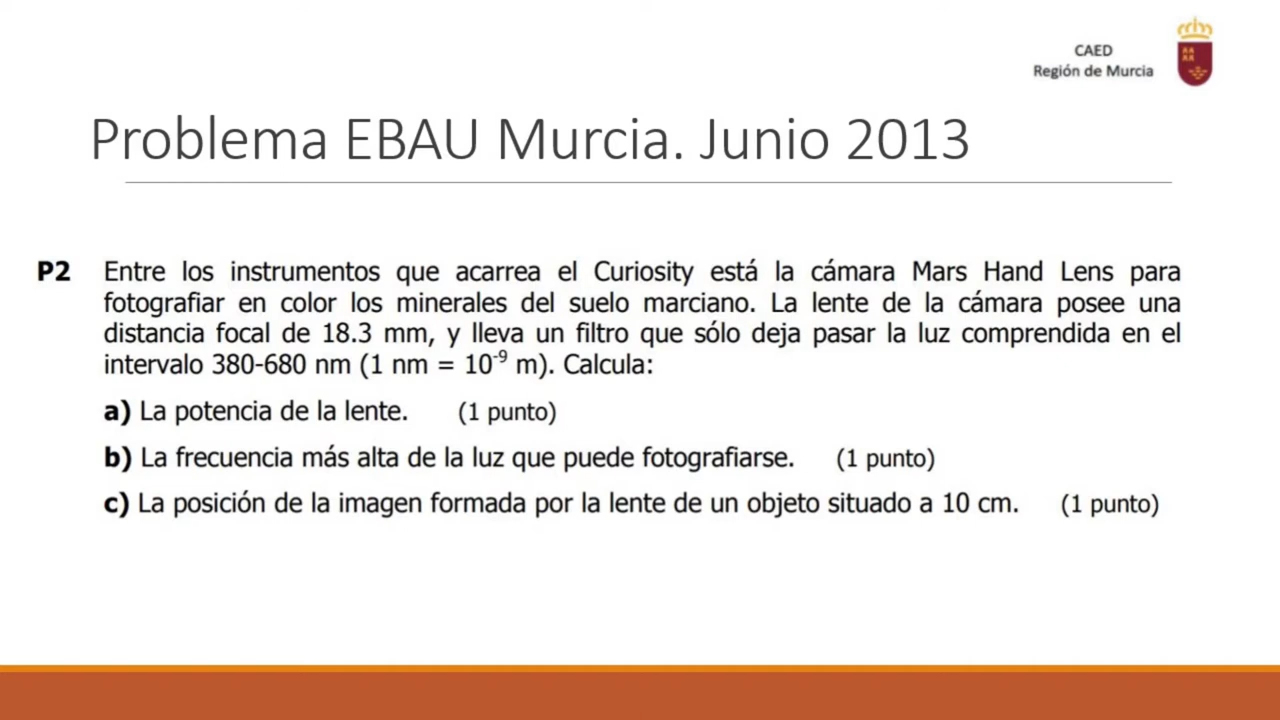 CAED
Región de Murcia
Problema EBAU Murcia. Junio 2013
P2 Entre los instrumentos que acarrea el Curiosity está la cámara Mars Hand Lens para
fotografiar en color los minerales del suelo marciano. La lente de la cámara posee una
distancia focal de 18.3 mm, y lleva un filtro que sólo deja pasar la luz comprendida en el
intervalo 380-680 nm (1 nm = 10⁻⁹ m). Calcula:
a) La potencia de la lente. (1 punto)
b) La frecuencia más alta de la luz que puede fotografiarse. (1 punto)
c) La posición de la imagen formada por la lente de un objeto situado a 10 cm. (1 punto)